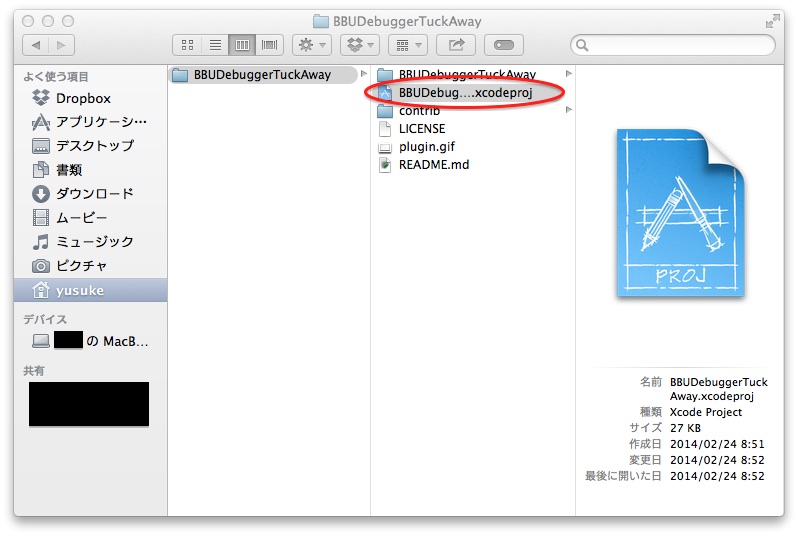 BBUDebuggerTuckAway
よく使う項目
Dropbox
アプリケーシ…
デスクトップ
書類
ダウンロード
ムービー
ミュージック
ピクチャ
yusuke
デバイス
の MacB…
共有
BBUDebuggerTuckAway
BBUDebuggerTuckAway
BBUDebug....xcodeproj
contrib
LICENSE
plugin.gif
README.md
PROJ
名前 BBUDebuggerTuck
Away.xcodeproj
種類 Xcode Project
サイズ 27 KB
作成日 2014/02/24 8:51
変更日 2014/02/24 8:52
最後に開いた日 2014/02/24 8:52